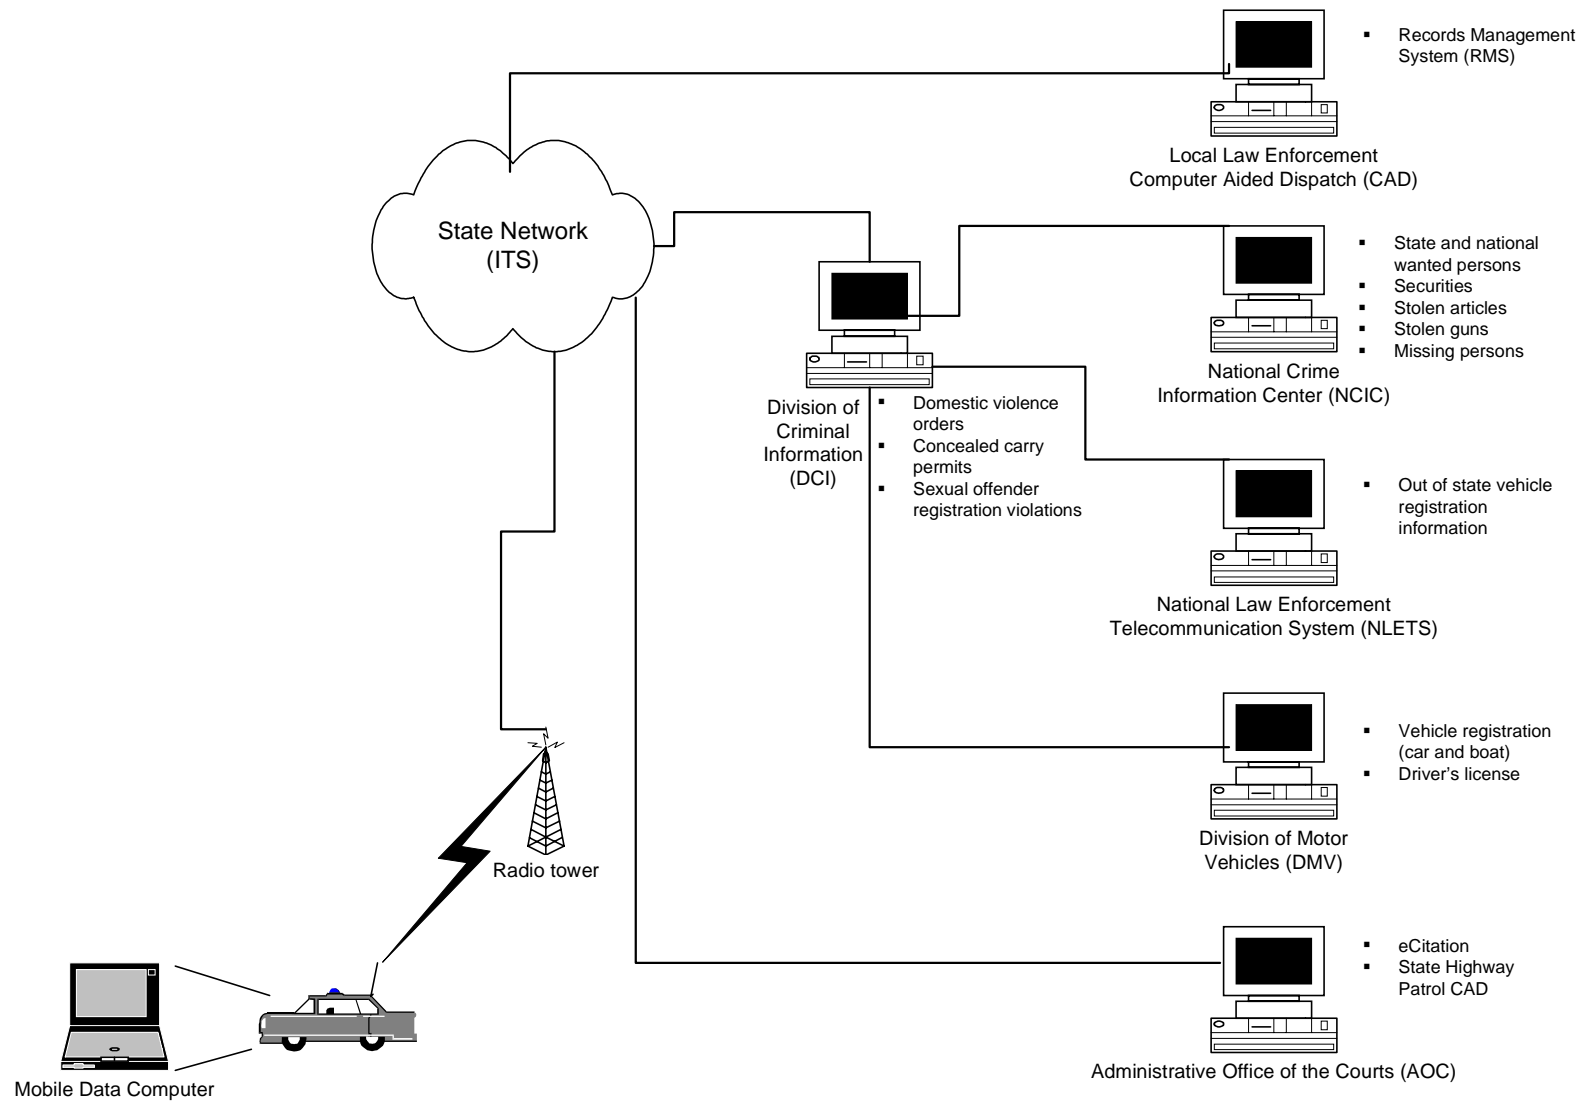 ▪ Records Management
System (RMS)
Local Law Enforcement
Computer Aided Dispatch (CAD)
State Network
(ITS)
▪ State and national
wanted persons
▪ Securities
▪ Stolen articles
▪ Stolen guns
▪ Missing persons
National Crime
Information Center (NCIC)
Division of
Criminal
Information
(DCI)
▪ Domestic violence
orders
▪ Concealed carry
permits
▪ Sexual offender
registration violations
▪ Out of state vehicle
registration
information
National Law Enforcement
Telecommunication System (NLETS)
▪ Vehicle registration
(car and boat)
▪ Driver's license
Division of Motor
Vehicles (DMV)
Radio tower
▪ eCitation
▪ State Highway
Patrol CAD
Administrative Office of the Courts (AOC)
Mobile Data Computer